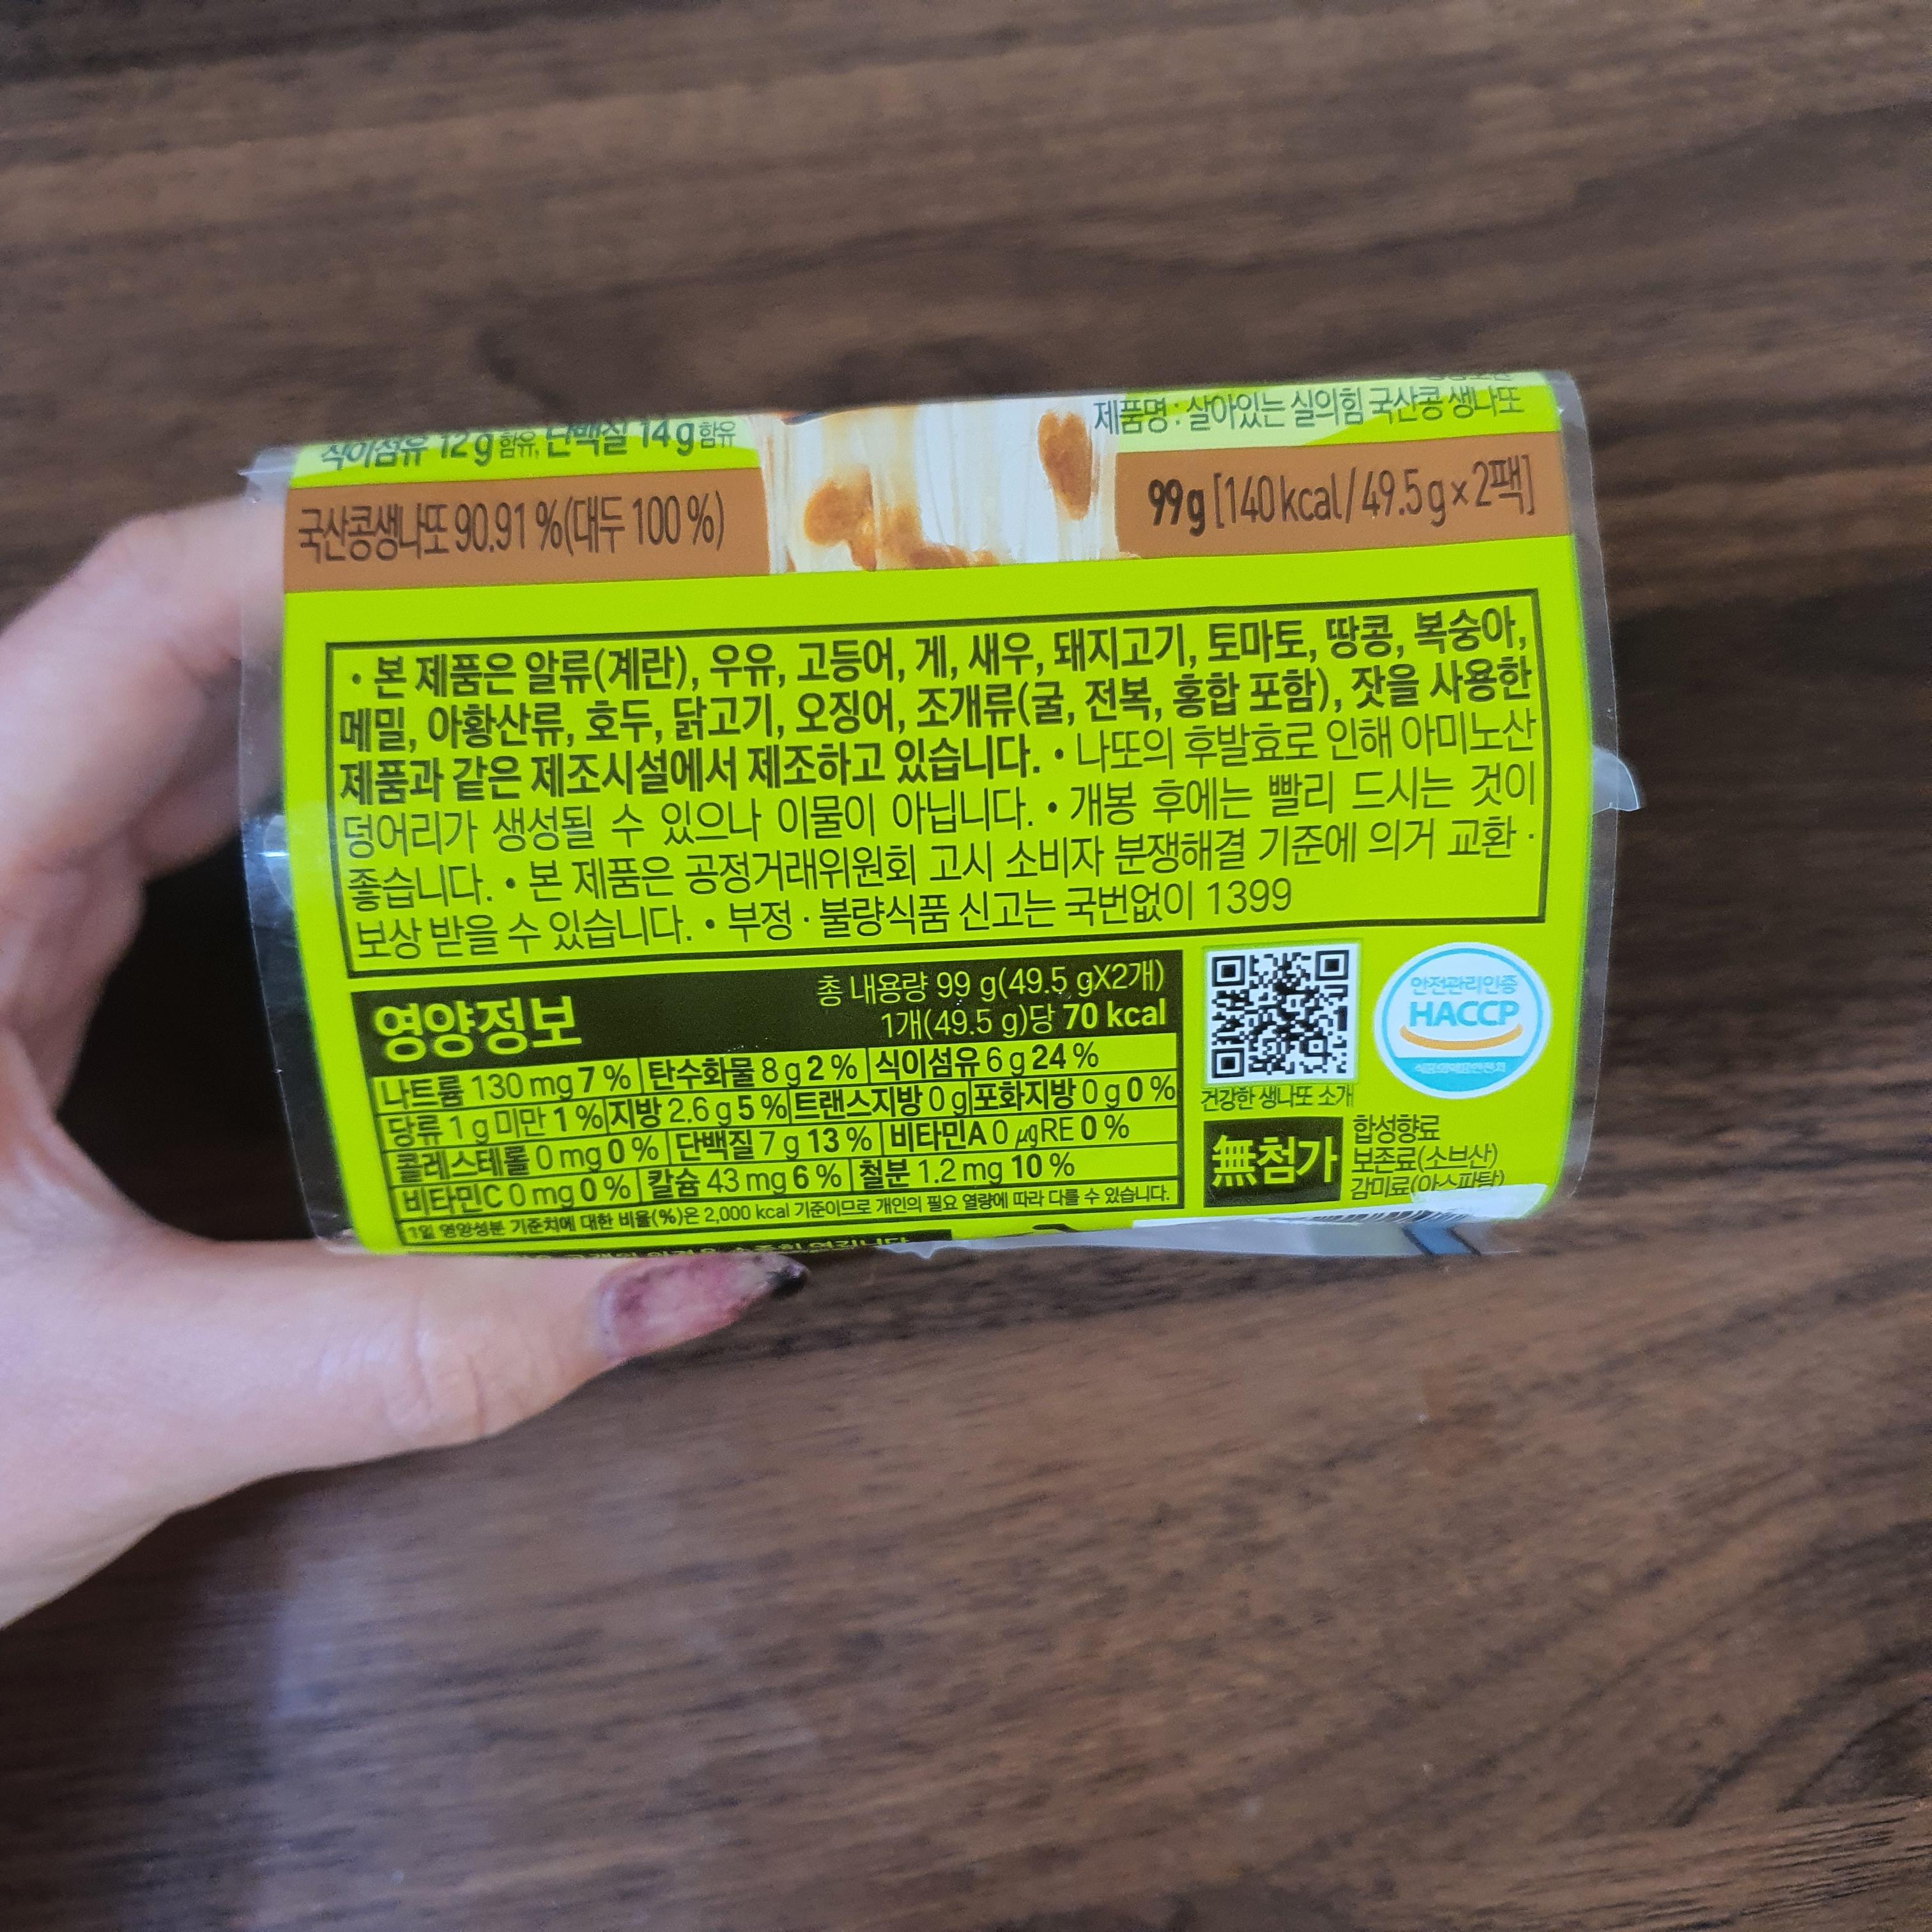 식이섬유 12 g 함유, 단백질 14 g 함유
제품명 : 살아있는 실의힘 국산콩 생나또
국산콩생나또 90.91 %(대두 100 %)
99g [140 kcal/49.5 g×2팩]
• 본 제품은 알류(계란), 우유, 고등어, 게, 새우, 돼지고기, 토마토, 땅콩, 복숭아,
메밀, 아황산류, 호두, 닭고기, 오징어, 조개류(굴, 전복, 홍합 포함), 잣을 사용한
제품과 같은 제조시설에서 제조하고 있습니다. • 나또의 후발효로 인해 아미노산
덩어리가 생성될 수 있으나 이물이 아닙니다. • 개봉 후에는 빨리 드시는 것이
좋습니다. • 본 제품은 공정거래위원회 고시 소비자 분쟁해결 기준에 의거 교환 ·
보상 받을 수 있습니다. • 부정 · 불량식품 신고는 국번없이 1399
영양정보
총 내용량 99 g(49.5 gX2개)
1개(49.5 g)당 70 kcal
나트륨 130 mg 7 % 탄수화물 8 g 2 % 식이섬유 6 g 24 %
당류 1 g 미만 1 % 지방 2.6 g 5 % 트랜스지방 0 g 포화지방 0 g 0 %
콜레스테롤 0 mg 0 % 단백질 7 g 13 % 비타민A 0 µgRE 0 %
비타민C 0 mg 0 % 칼슘 43 mg 6 % 철분 1.2 mg 10 %
1일 영양성분 기준치에 대한 비율(%)은 2,000 kcal 기준이므로 개인의 필요 열량에 따라 다를 수 있습니다.
건강한 생나또 소개
안전관리인증
HACCP
식품의약품안전처
無첨가
합성향료
보존료(소브산)
감미료(아스파탐)